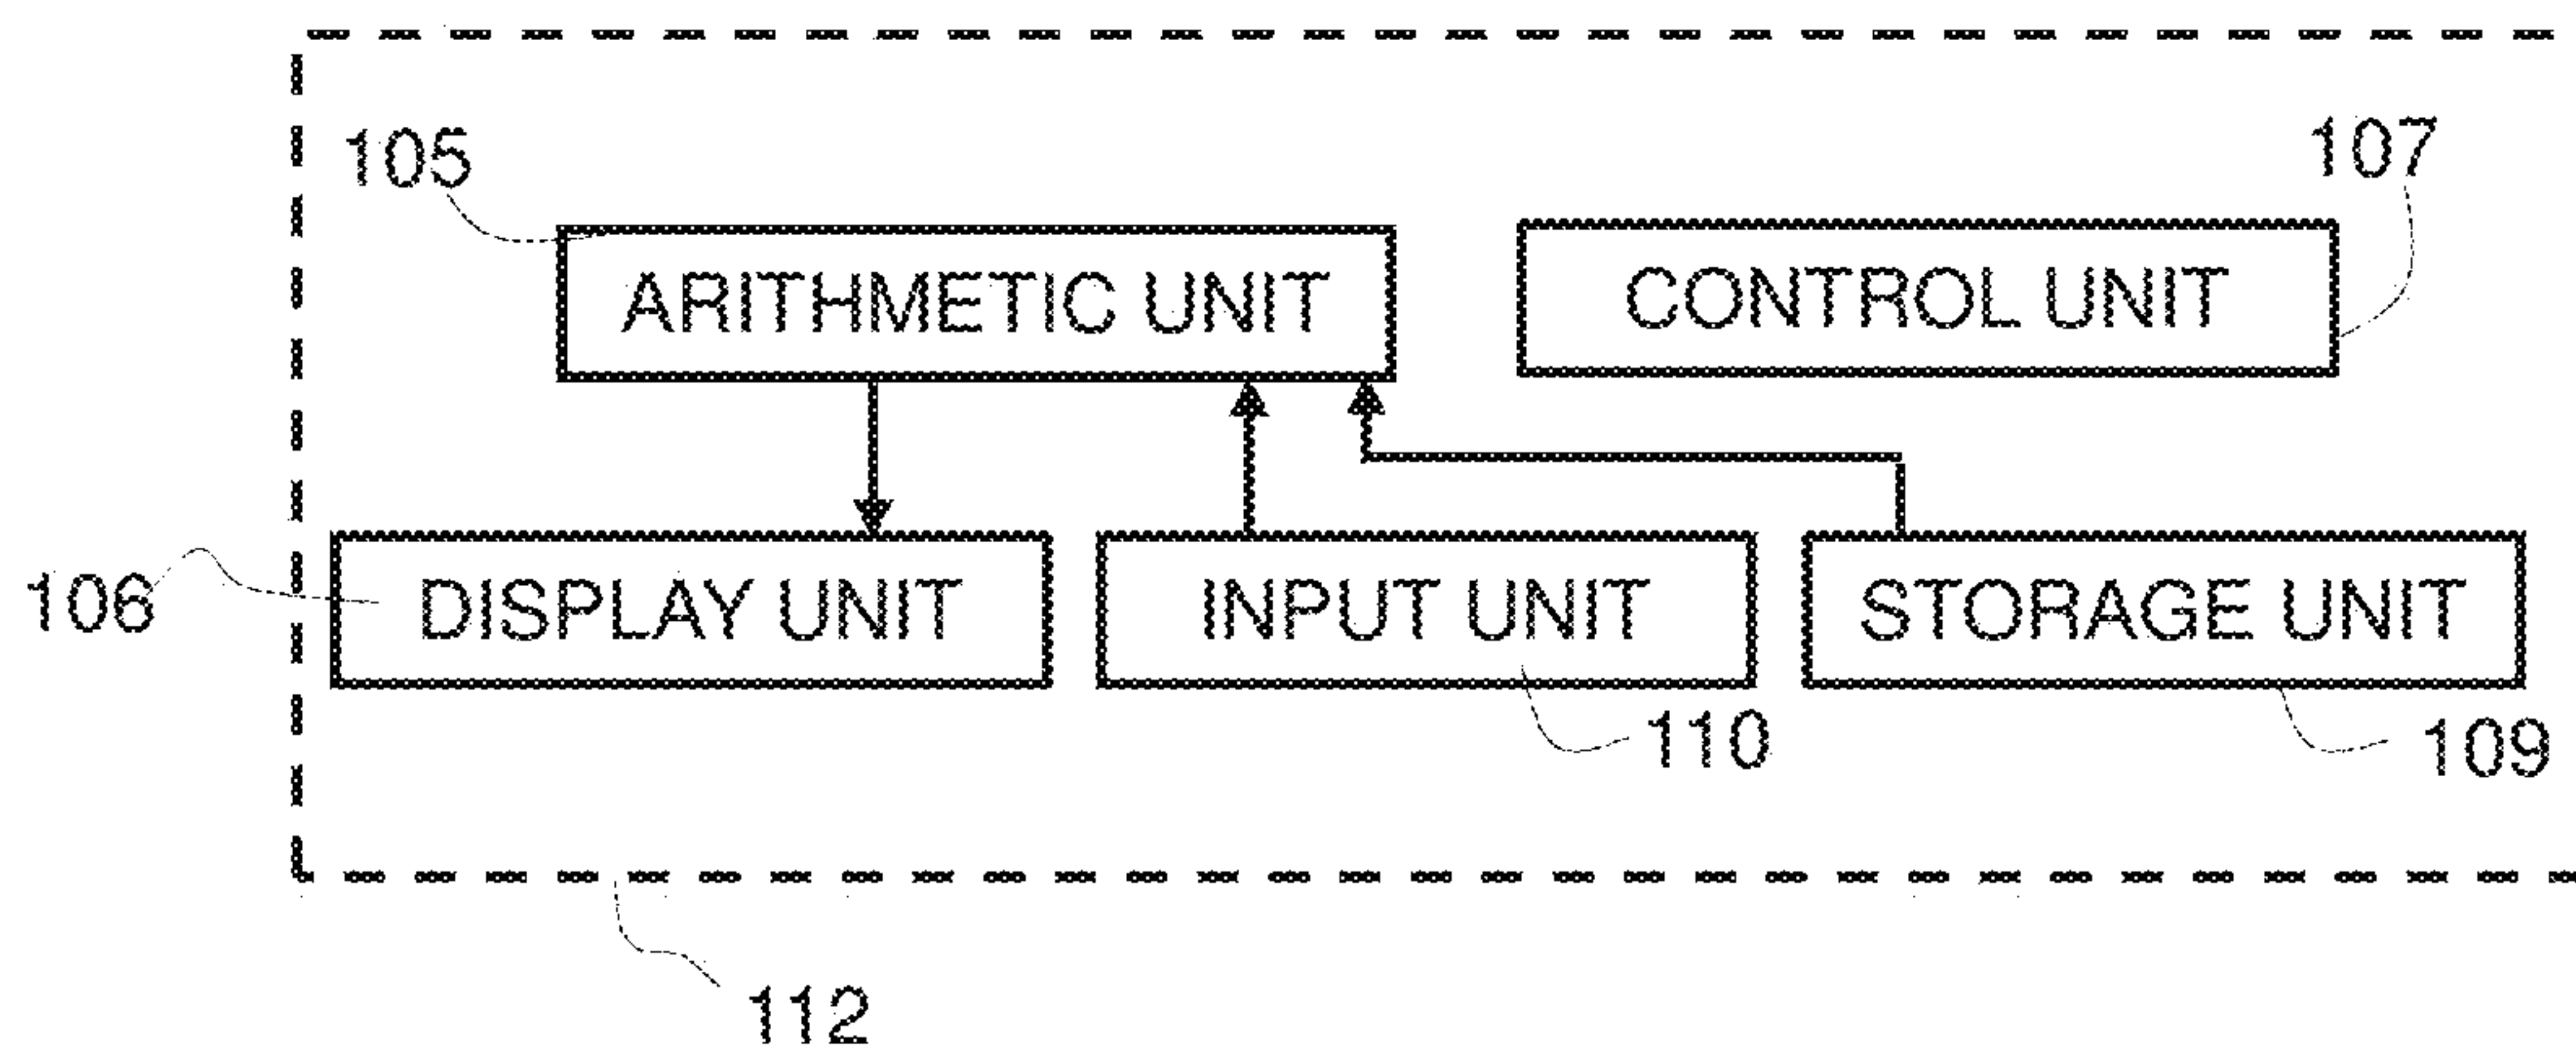 105
107
ARITHMETIC UNIT
CONTROL UNIT
106
DISPLAY UNIT
INPUT UNIT
STORAGE UNIT
110
109
112